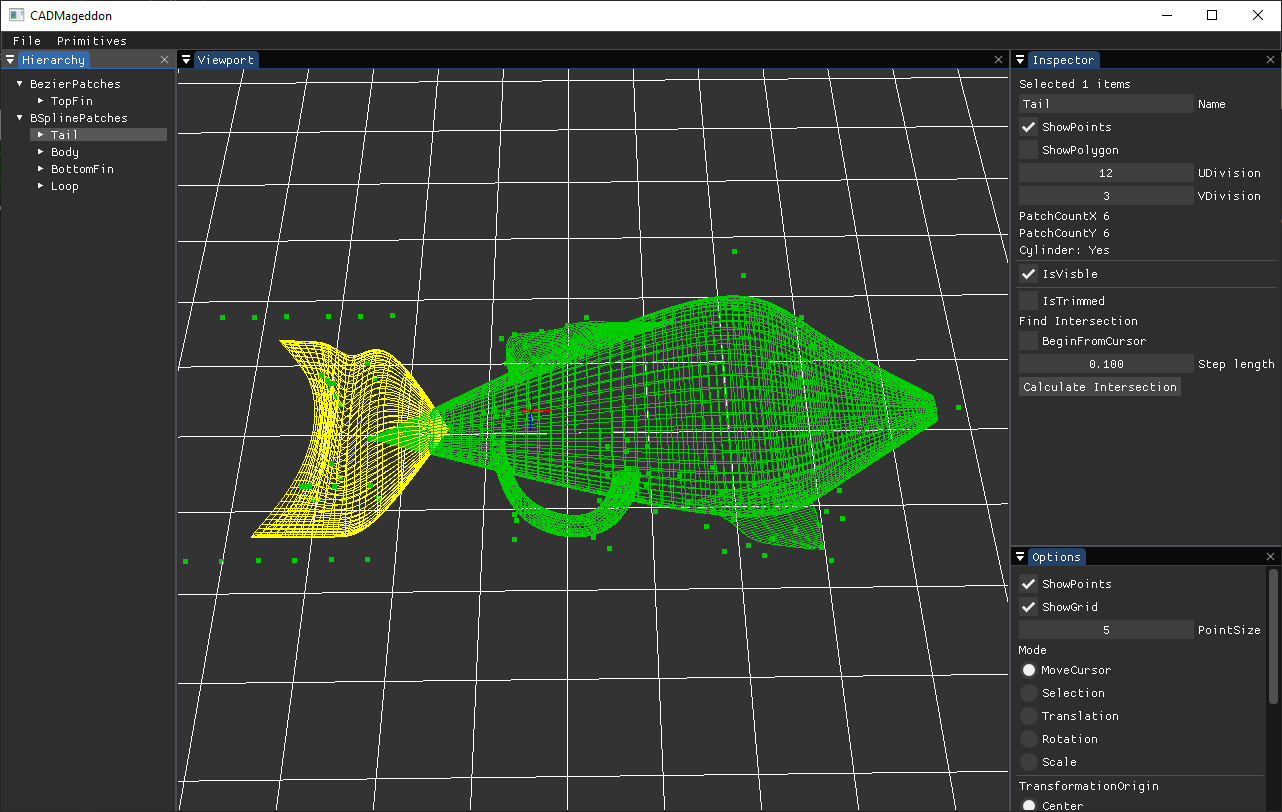 CADMageddon
File Primitives
Hierarchy
BezierPatches
TopFin
BSplinePatches
Tail
Body
BottomFin
Loop
Viewport
Inspector
Selected 1 items
Tail Name
ShowPoints
ShowPolygon
12 UDivision
3 VDivision
PatchCountX 6
PatchCountY 6
Cylinder: Yes
IsVisble
IsTrimmed
Find Intersection
BeginFromCursor
0.100 Step length
Calculate Intersection
Options
ShowPoints
ShowGrid
5 PointSize
Mode
MoveCursor
Selection
Translation
Rotation
Scale
TransformationOrigin
Center